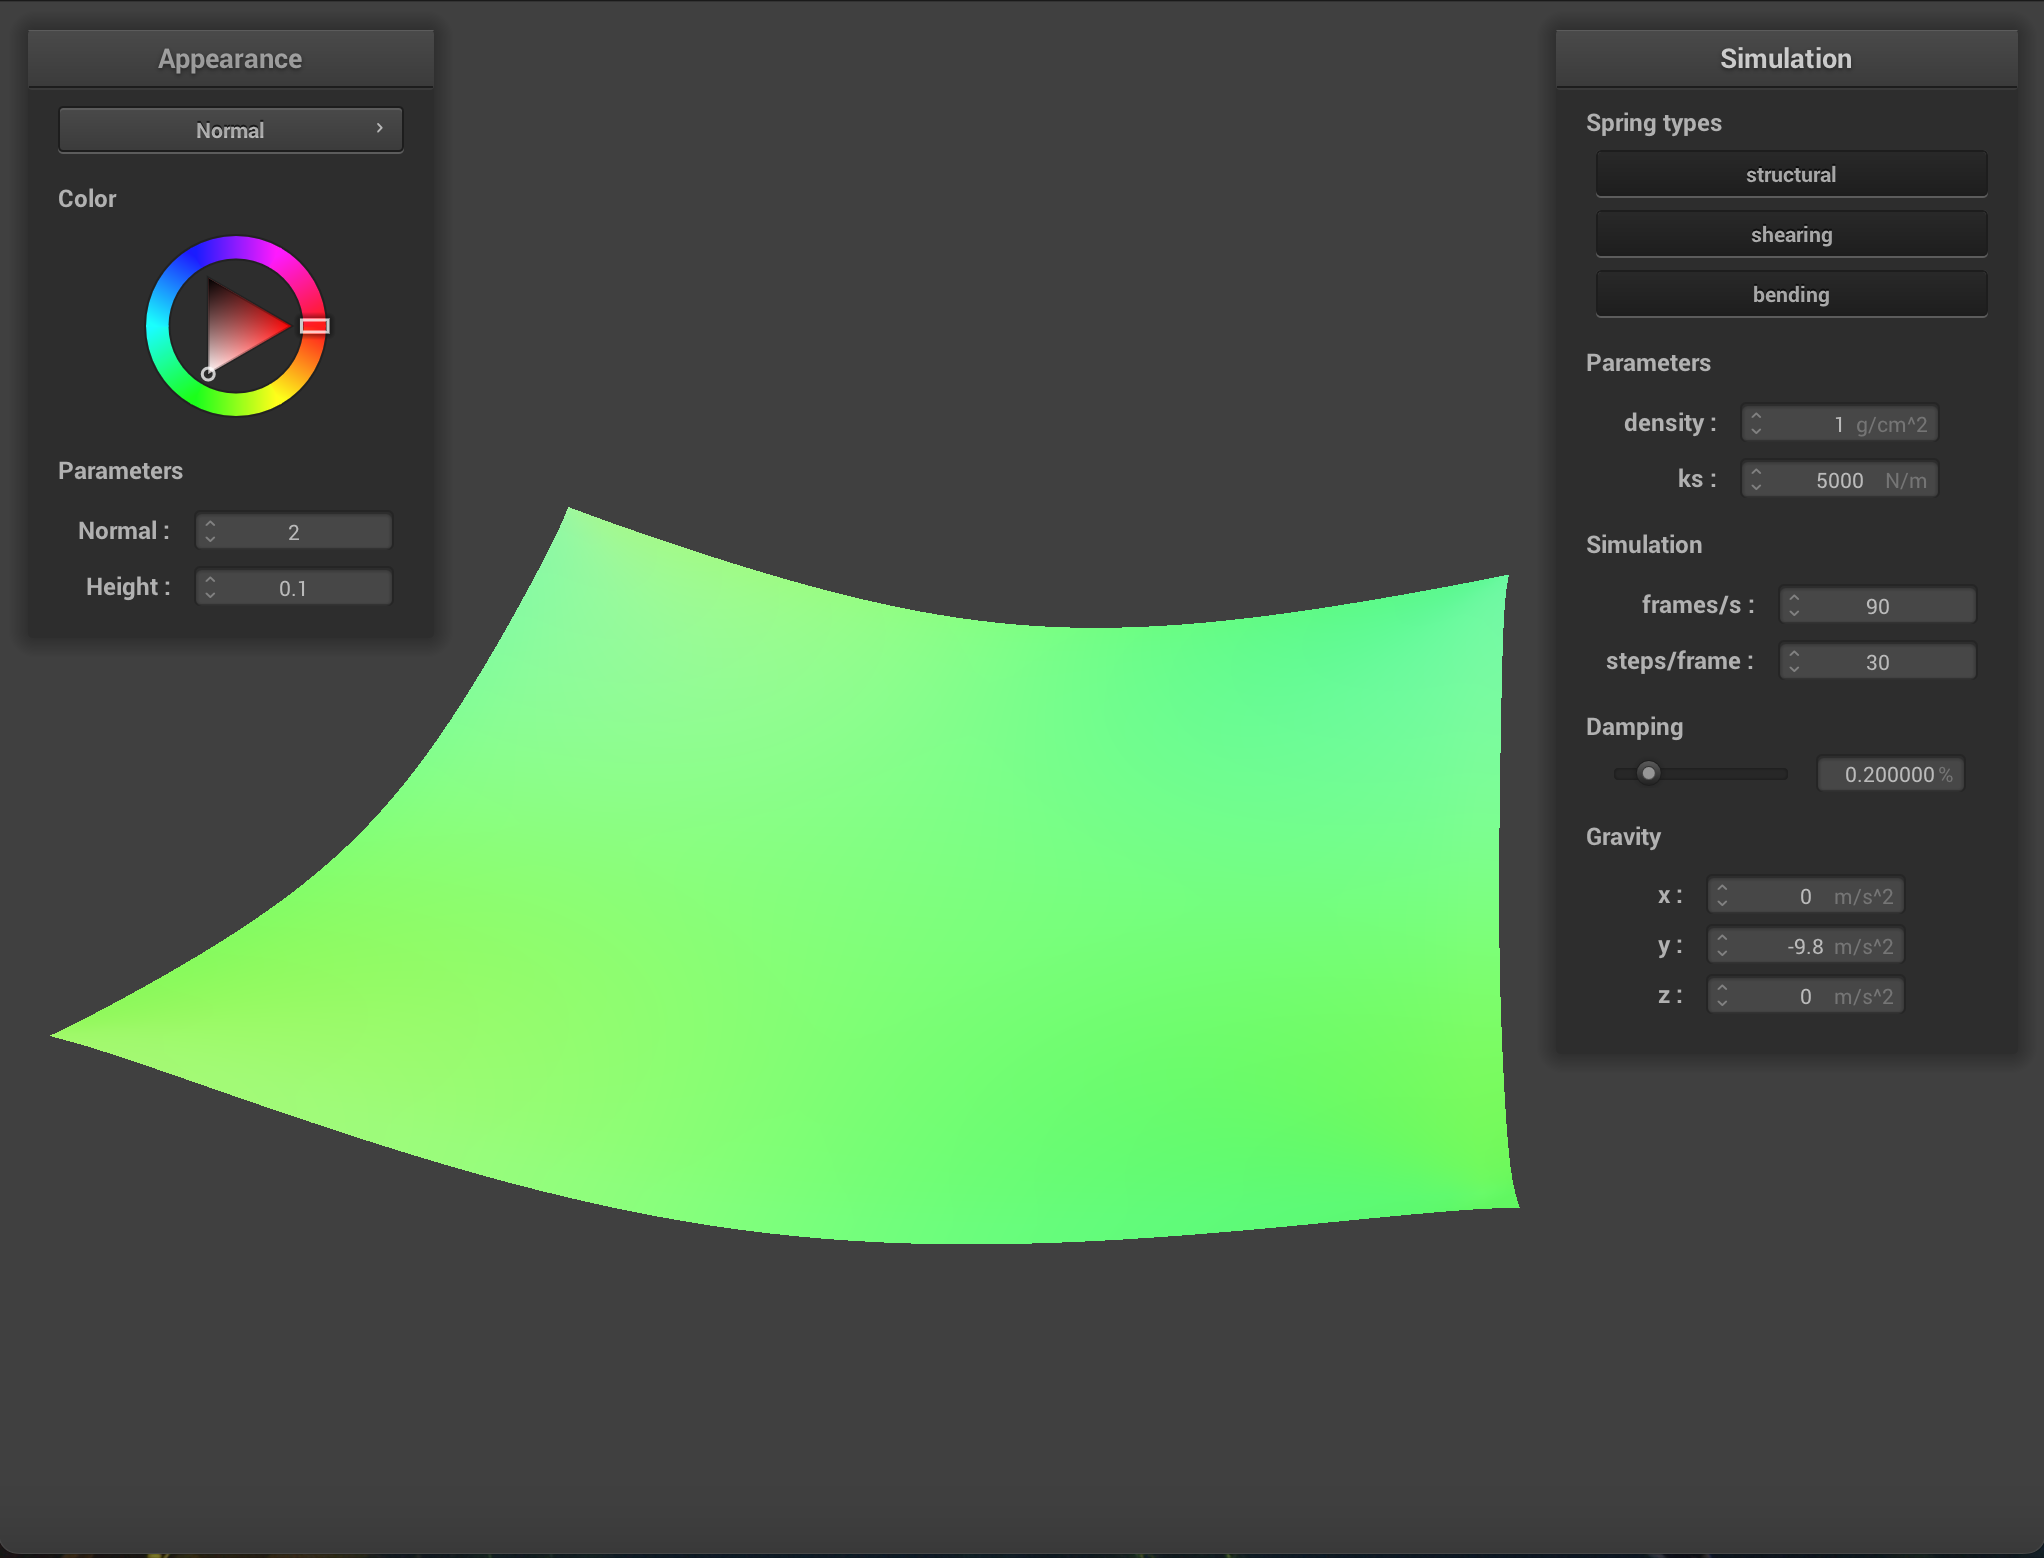 Appearance
Normal
Color
Parameters
Normal : 2
Height : 0.1
Simulation
Spring types
structural
shearing
bending
Parameters
density : 1 g/cm^2
ks : 5000 N/m
Simulation
frames/s : 90
steps/frame : 30
Damping
0.200000 %
Gravity
x : 0 m/s^2
y : -9.8 m/s^2
z : 0 m/s^2